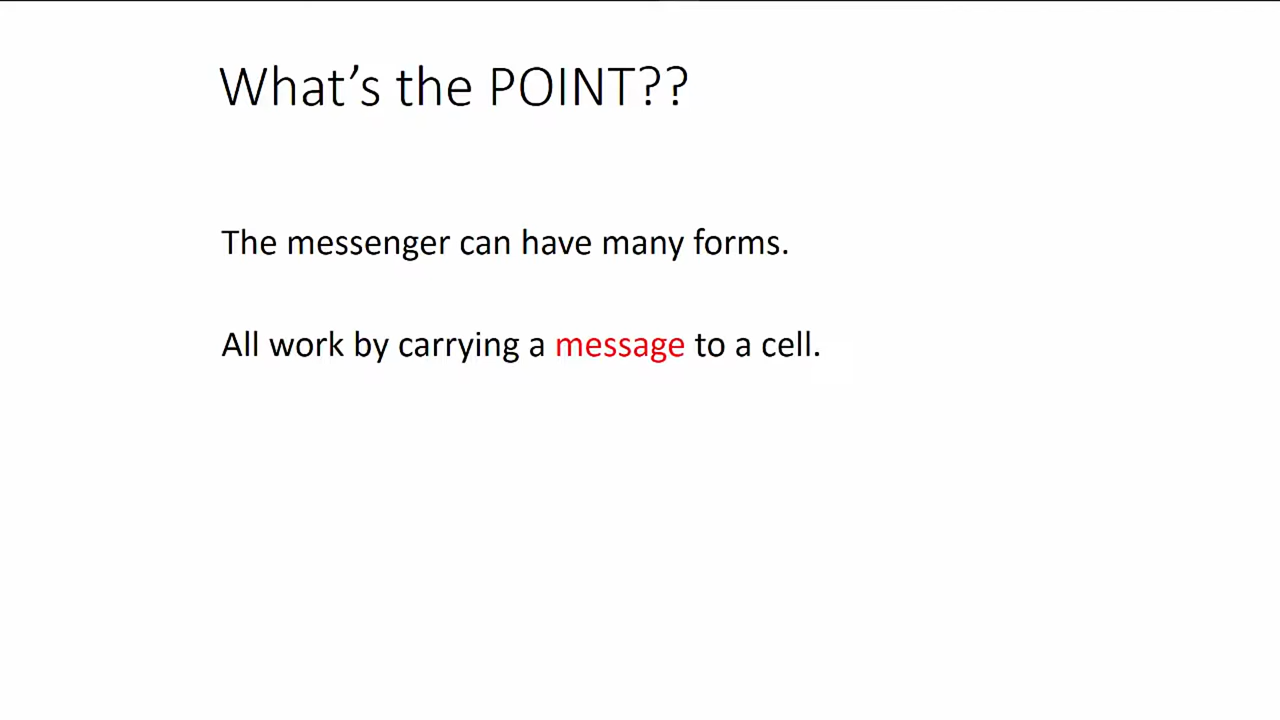 What’s the POINT??
The messenger can have many forms.
All work by carrying a message to a cell.